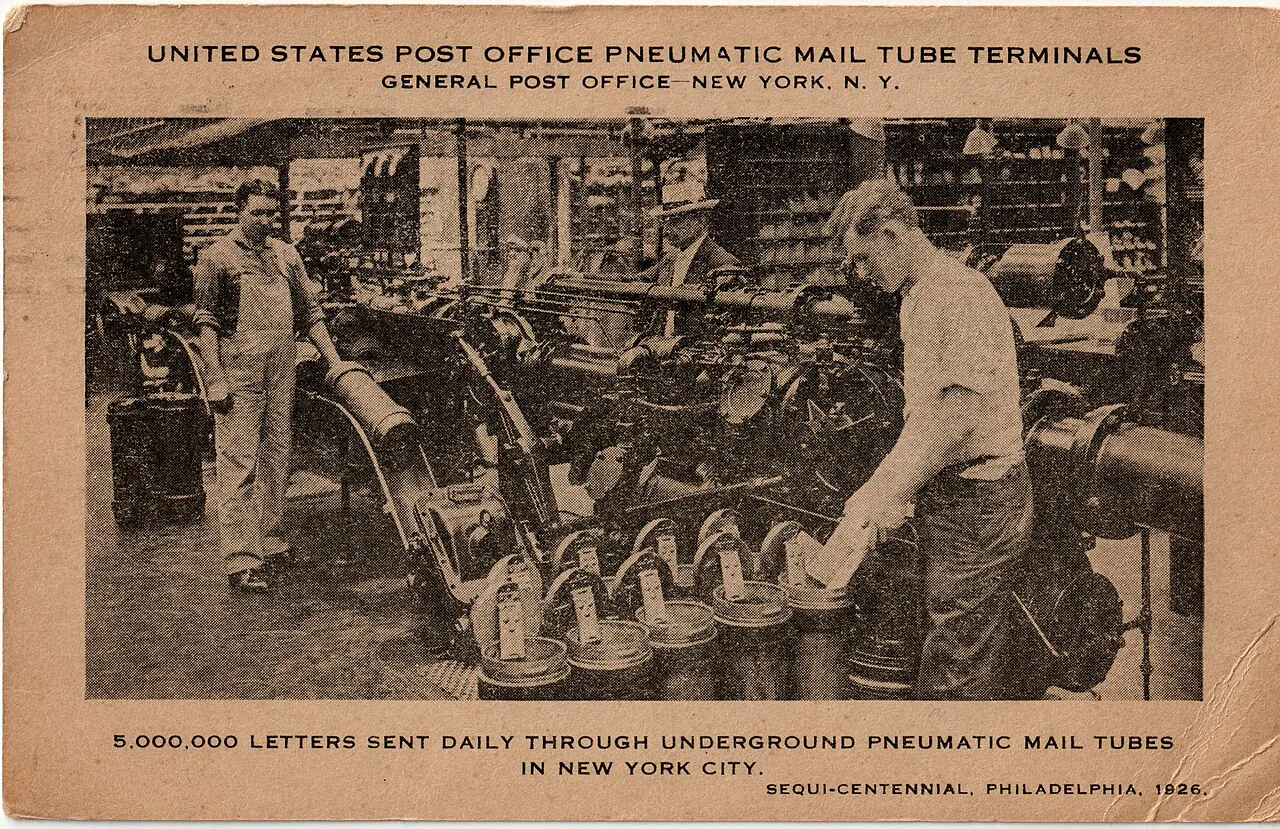 UNITED STATES POST OFFICE PNEUMATIC MAIL TUBE TERMINALS
GENERAL POST OFFICE—NEW YORK, N. Y.
5,000,000 LETTERS SENT DAILY THROUGH UNDERGROUND PNEUMATIC MAIL TUBES
IN NEW YORK CITY.
SEQUI-CENTENNIAL, PHILADELPHIA, 1926.